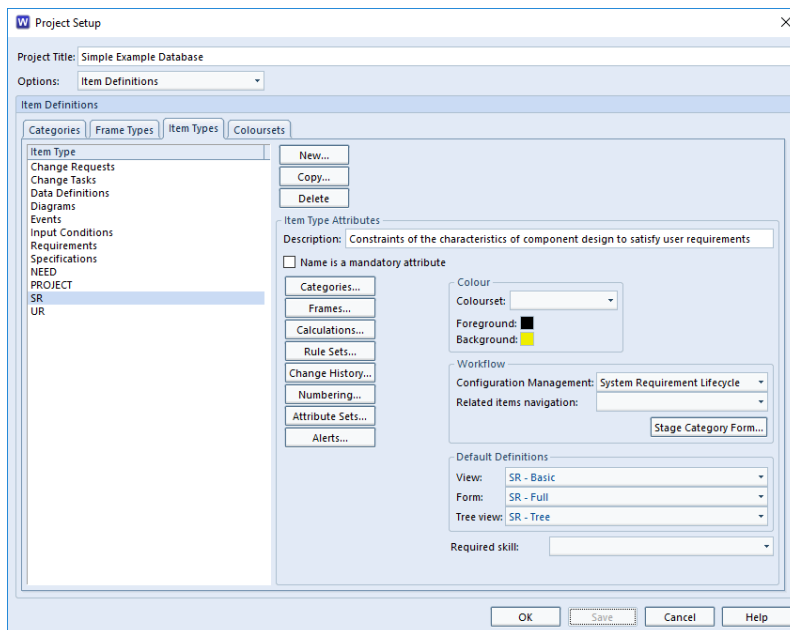 W Project Setup
Project Title: Simple Example Database
Options: Item Definitions
Item Definitions
Categories Frame Types Item Types Coloursets
Item Type
Change Requests
Change Tasks
Data Definitions
Diagrams
Events
Input Conditions
Requirements
Specifications
NEED
PROJECT
SR
UR
New...
Copy...
Delete
Item Type Attributes
Description: Constraints of the characteristics of component design to satisfy user requirements
Name is a mandatory attribute
Categories...
Frames...
Calculations...
Rule Sets...
Change History...
Numbering...
Attribute Sets...
Alerts...
Colour
Colourset:
Foreground:
Background:
Workflow
Configuration Management: System Requirement Lifecycle
Related items navigation:
Stage Category Form...
Default Definitions
View: SR - Basic
Form: SR - Full
Tree view: SR - Tree
Required skill:
OK Save Cancel Help